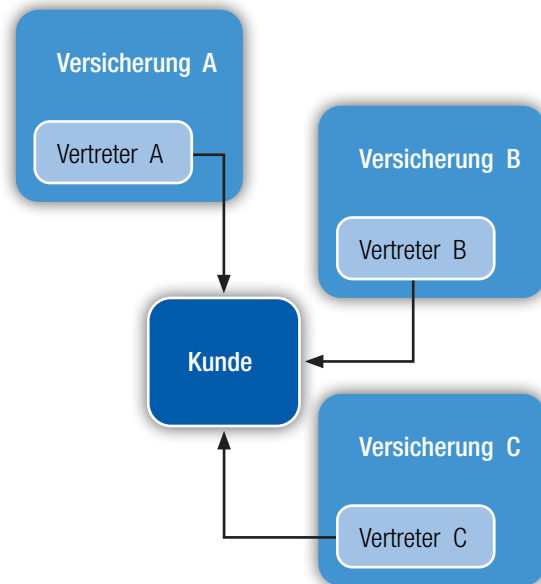 Versicherung A
Vertreter A
Versicherung B
Vertreter B
Kunde
Versicherung C
Vertreter C